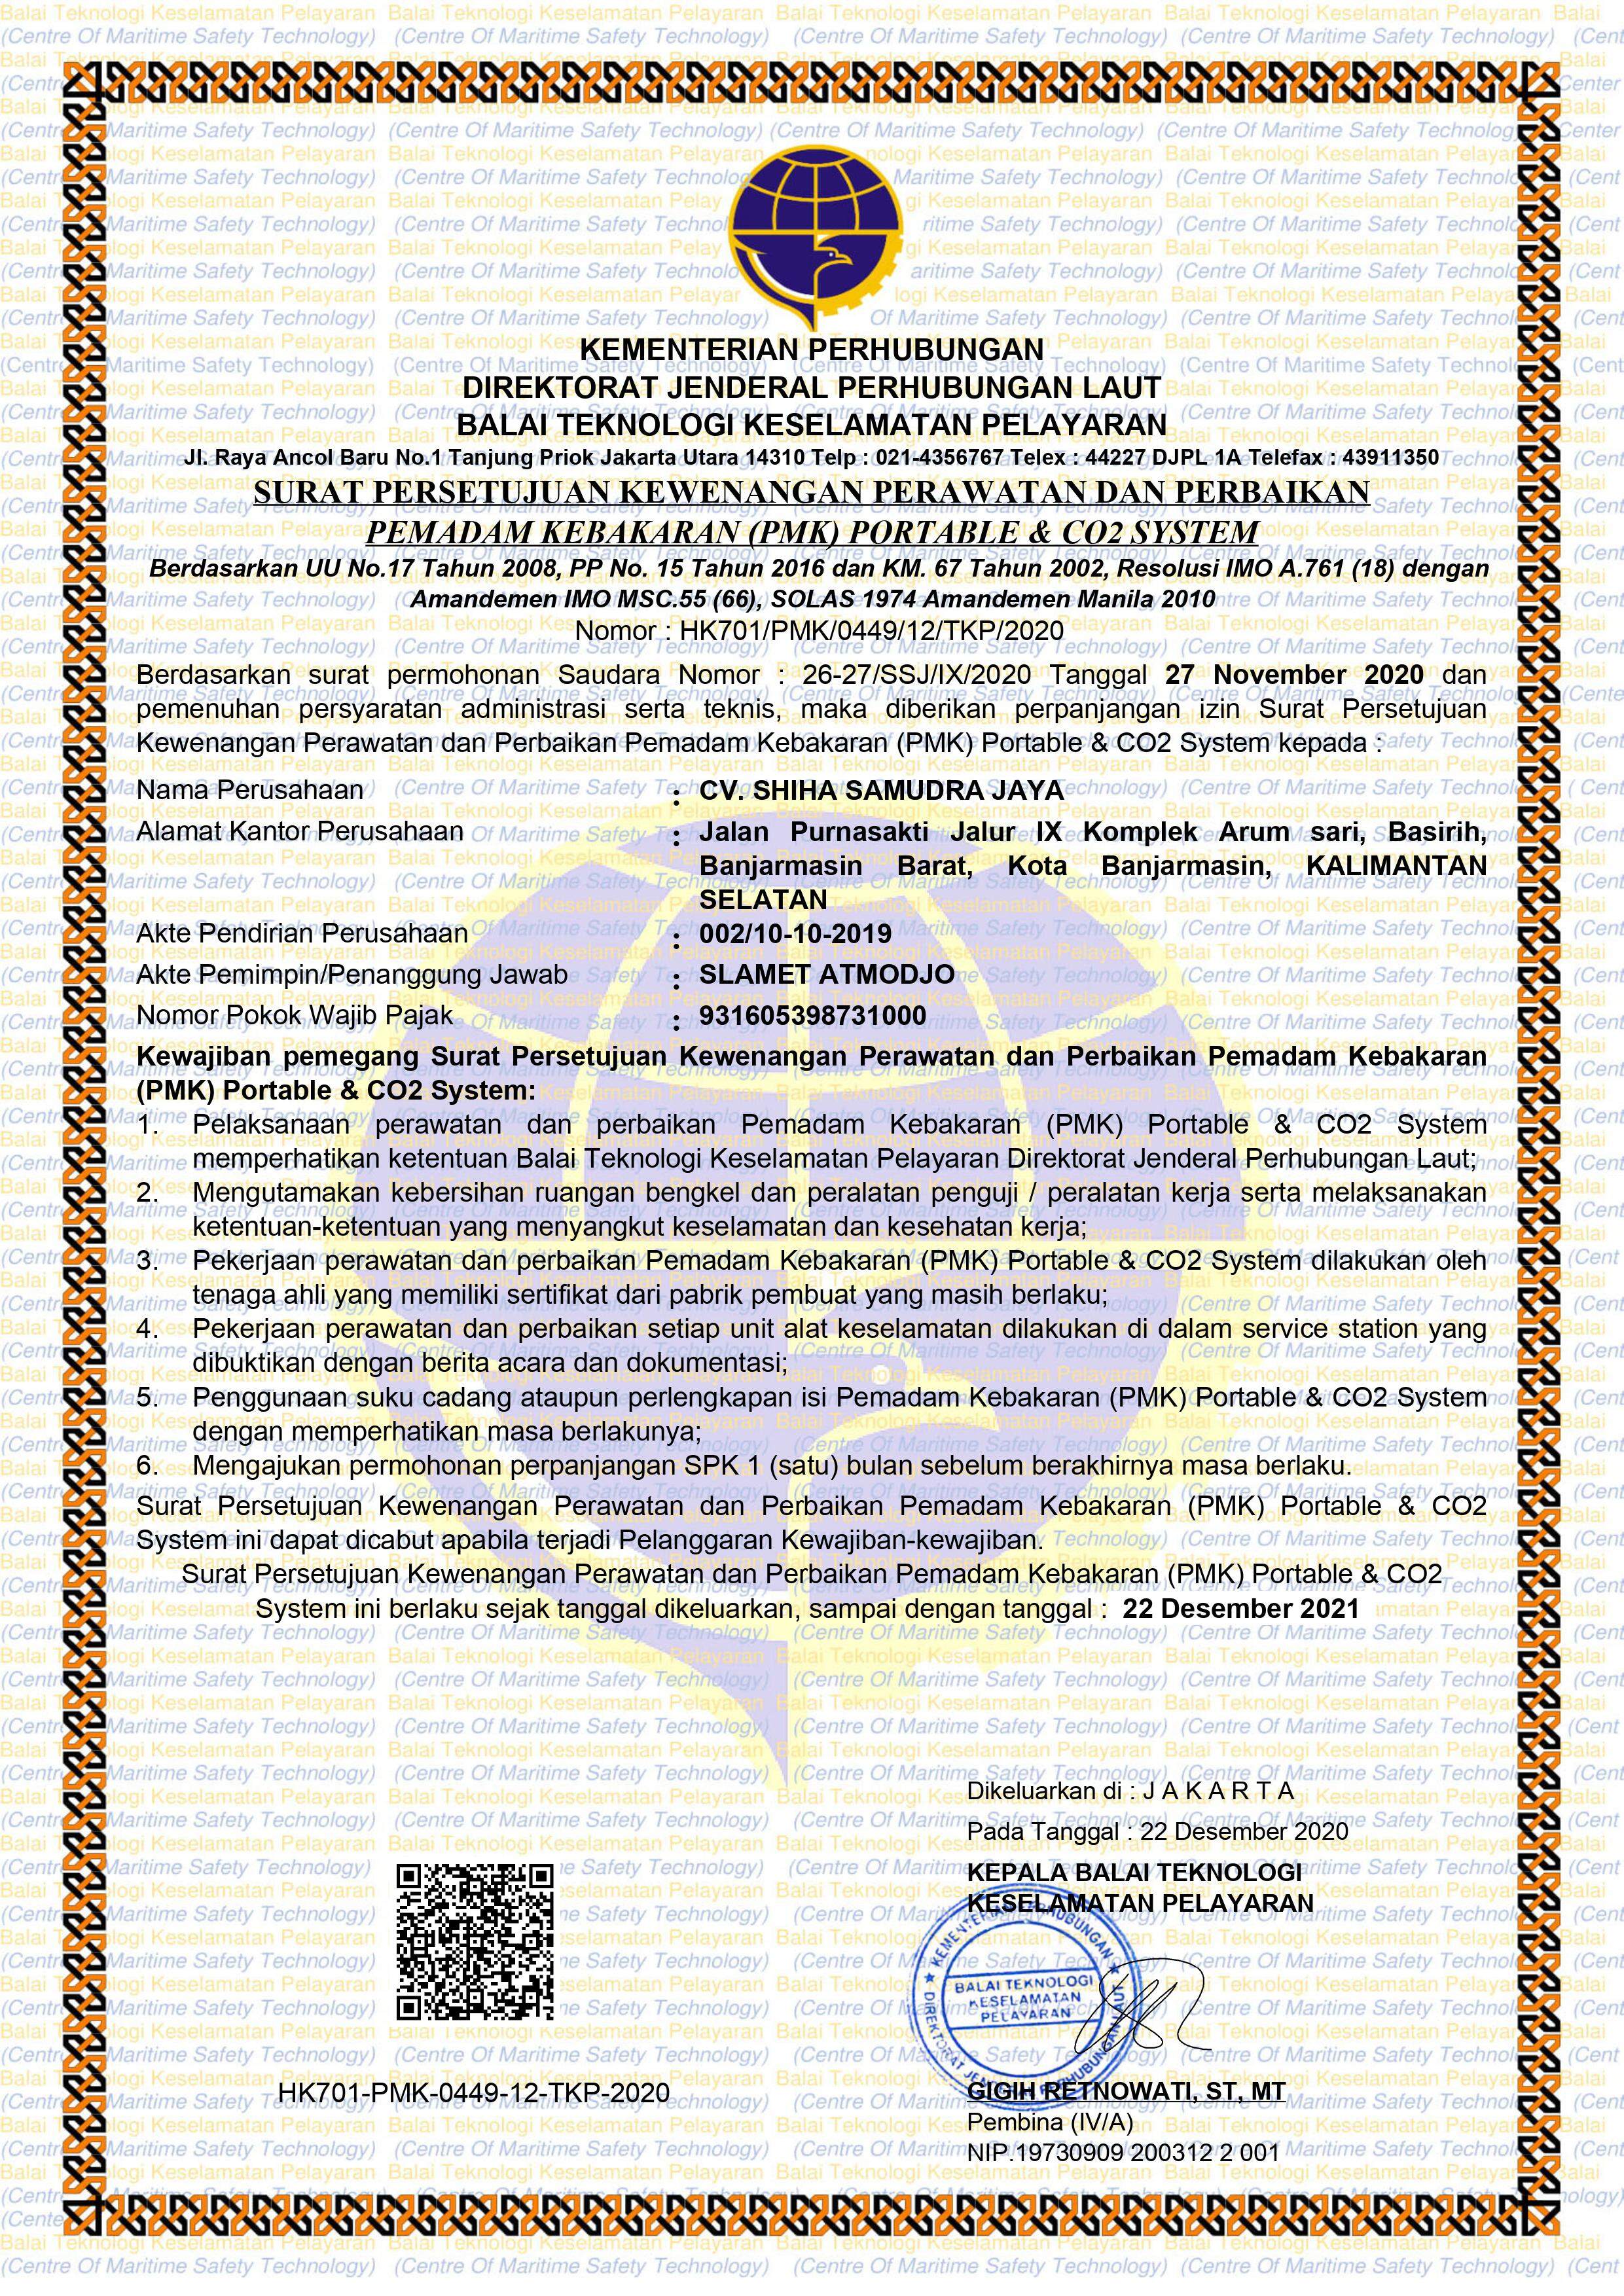 KEMENTERIAN PERHUBUNGAN
DIREKTORAT JENDERAL PERHUBUNGAN LAUT
BALAI TEKNOLOGI KESELAMATAN PELAYARAN
Jl. Raya Ancol Baru No.1 Tanjung Priok Jakarta Utara 14310 Telp : 021-4356767 Telex : 44227 DJPL 1A Telefax : 43911350
SURAT PERSETUJUAN KEWENANGAN PERAWATAN DAN PERBAIKAN
PEMADAM KEBAKARAN (PMK) PORTABLE & CO2 SYSTEM
Berdasarkan UU No.17 Tahun 2008, PP No. 15 Tahun 2016 dan KM. 67 Tahun 2002, Resolusi IMO A.761 (18) dengan
Amandemen IMO MSC.55 (66), SOLAS 1974 Amandemen Manila 2010
Nomor : HK701/PMK/0449/12/TKP/2020
Berdasarkan surat permohonan Saudara Nomor : 26-27/SSJ/IX/2020 Tanggal 27 November 2020 dan
pemenuhan persyaratan administrasi serta teknis, maka diberikan perpanjangan izin Surat Persetujuan
Kewenangan Perawatan dan Perbaikan Pemadam Kebakaran (PMK) Portable & CO2 System kepada :
Nama Perusahaan : CV. SHIHA SAMUDRA JAYA
Alamat Kantor Perusahaan : Jalan Purnasakti Jalur IX Komplek Arum sari, Basirih,
Banjarmasin Barat, Kota Banjarmasin, KALIMANTAN
SELATAN
Akte Pendirian Perusahaan : 002/10-10-2019
Akte Pemimpin/Penanggung Jawab : SLAMET ATMODJO
Nomor Pokok Wajib Pajak : 931605398731000
Kewajiban pemegang Surat Persetujuan Kewenangan Perawatan dan Perbaikan Pemadam Kebakaran
(PMK) Portable & CO2 System:
1. Pelaksanaan perawatan dan perbaikan Pemadam Kebakaran (PMK) Portable & CO2 System
memperhatikan ketentuan Balai Teknologi Keselamatan Pelayaran Direktorat Jenderal Perhubungan Laut;
2. Mengutamakan kebersihan ruangan bengkel dan peralatan penguji / peralatan kerja serta melaksanakan
ketentuan-ketentuan yang menyangkut keselamatan dan kesehatan kerja;
3. Pekerjaan perawatan dan perbaikan Pemadam Kebakaran (PMK) Portable & CO2 System dilakukan oleh
tenaga ahli yang memiliki sertifikat dari pabrik pembuat yang masih berlaku;
4. Pekerjaan perawatan dan perbaikan setiap unit alat keselamatan dilakukan di dalam service station yang
dibuktikan dengan berita acara dan dokumentasi;
5. Penggunaan suku cadang ataupun perlengkapan isi Pemadam Kebakaran (PMK) Portable & CO2 System
dengan memperhatikan masa berlakunya;
6. Mengajukan permohonan perpanjangan SPK 1 (satu) bulan sebelum berakhirnya masa berlaku.
Surat Persetujuan Kewenangan Perawatan dan Perbaikan Pemadam Kebakaran (PMK) Portable & CO2
System ini dapat dicabut apabila terjadi Pelanggaran Kewajiban-kewajiban.
Surat Persetujuan Kewenangan Perawatan dan Perbaikan Pemadam Kebakaran (PMK) Portable & CO2
System ini berlaku sejak tanggal dikeluarkan, sampai dengan tanggal : 22 Desember 2021
Dikeluarkan di : J A K A R T A
Pada Tanggal : 22 Desember 2020
KEPALA BALAI TEKNOLOGI
KESELAMATAN PELAYARAN
KEMENTERIAN PERHUBUNGAN
BALAI TEKNOLOGI
KESELAMATAN
PELAYARAN
DIREKTORAT JENDERAL PERHUBUNGAN LAUT
HK701-PMK-0449-12-TKP-2020
GIGIH RETNOWATI, ST, MT
Pembina (IV/A)
NIP.19730909 200312 2 001